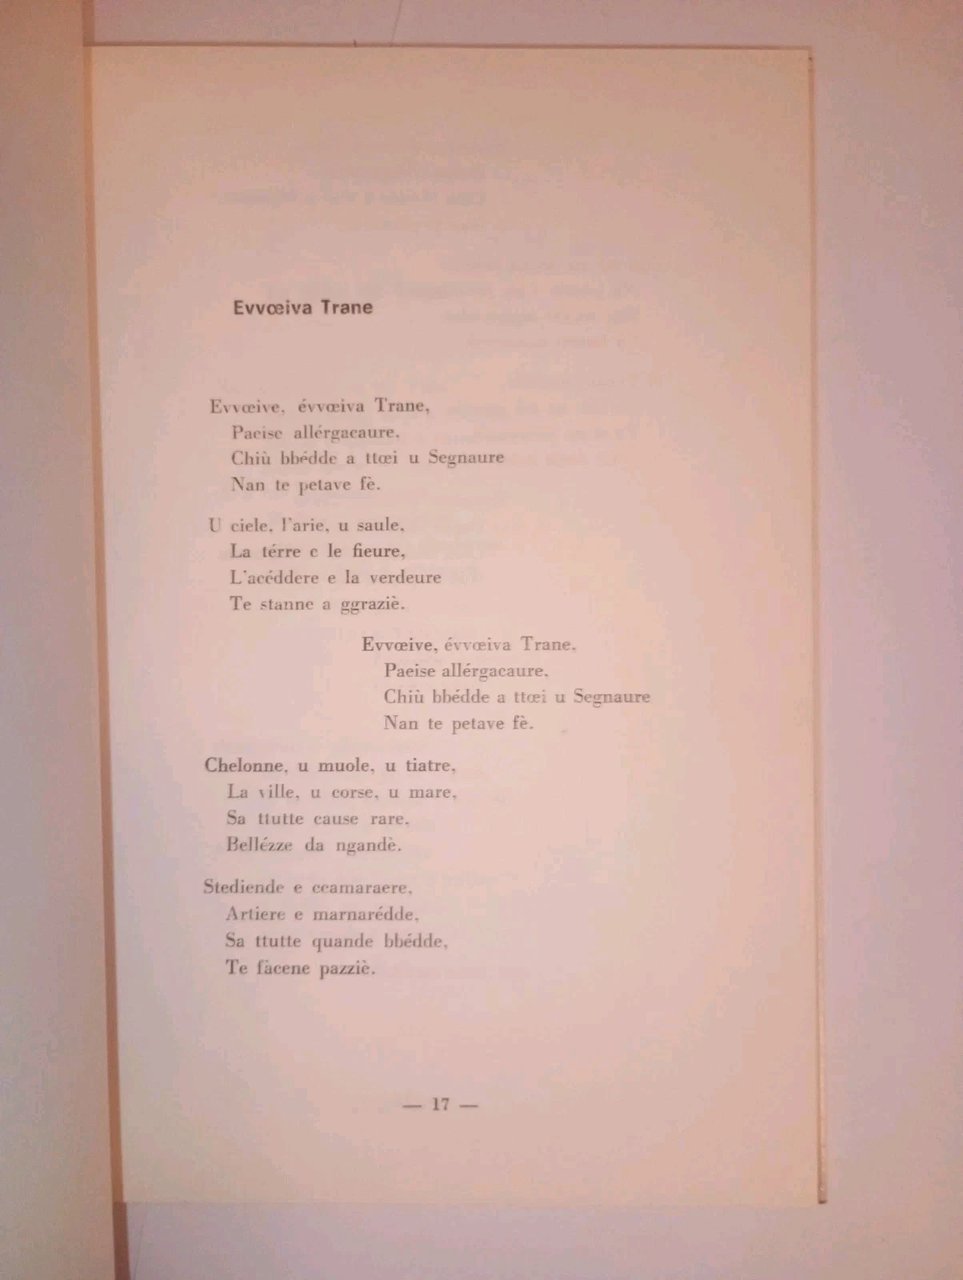 Evvœiva Trane
Evvœive, évvœiva Trane,
Paeise allérgacaure,
Chiù bbédde a ttœi u Segnaure
Nan te petave fè.
U ciele, l'arie, u saule,
La térre e le fieure,
L'acéddere e la verdeure
Te stanne a ggraziè.
Evvœive, évvœiva Trane,
Paeise allérgacaure,
Chiù bbédde a ttœi u Segnaure
Nan te petave fè.
Chelonne, u muole, u tiatre,
La ville, u corse, u mare,
Sa ttutte cause rare,
Bellézze da ngandè.
Stediende e ccamaraere,
Artiere e marnarédde,
Sa ttutte quande bbédde,
Te fàcene pazziè.
— 17 —